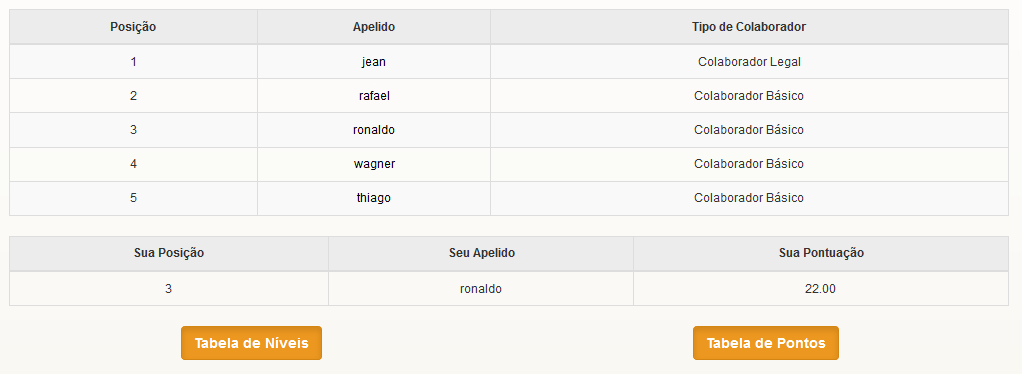 Posição Apelido Tipo de Colaborador
1 jean Colaborador Legal
2 rafael Colaborador Básico
3 ronaldo Colaborador Básico
4 wagner Colaborador Básico
5 thiago Colaborador Básico
Sua Posição Seu Apelido Sua Pontuação
3 ronaldo 22.00
Tabela de Níveis Tabela de Pontos